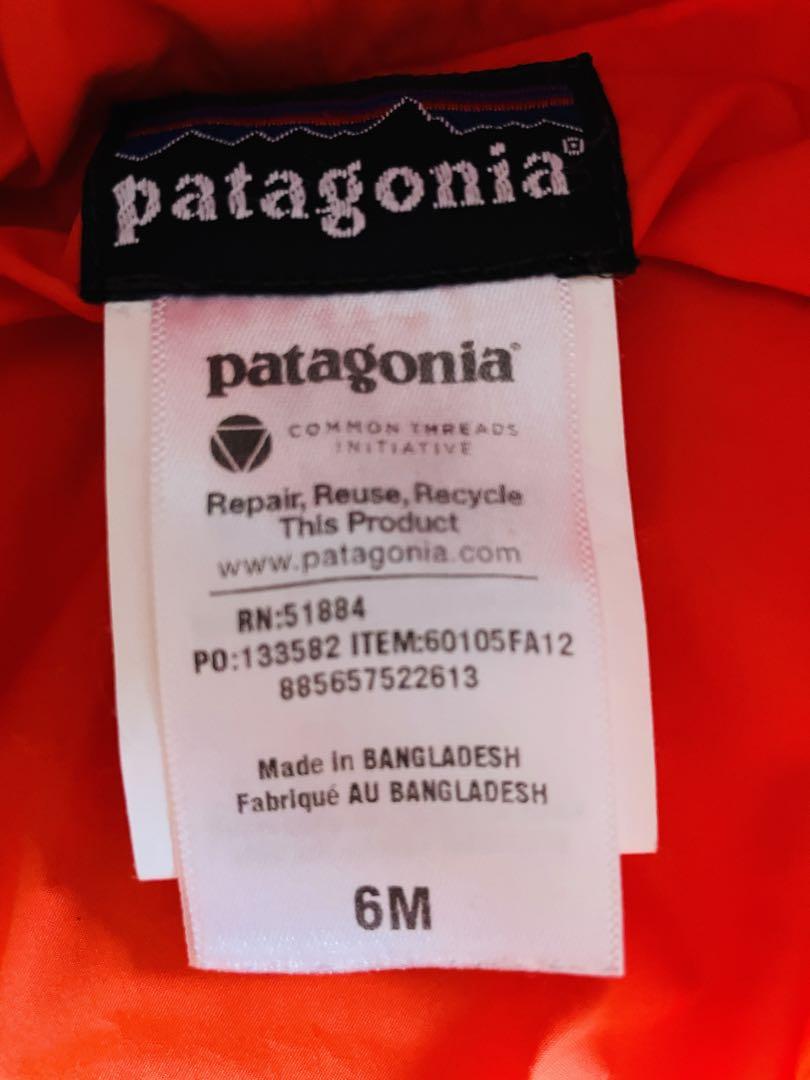 patagonia®
patagonia®
COMMON THREADS
INITIATIVE
Repair, Reuse, Recycle
This Product
www.patagonia.com
RN:51884
PO:133582 ITEM:60105FA12
885657522613
Made in BANGLADESH
Fabriqué AU BANGLADESH
6M